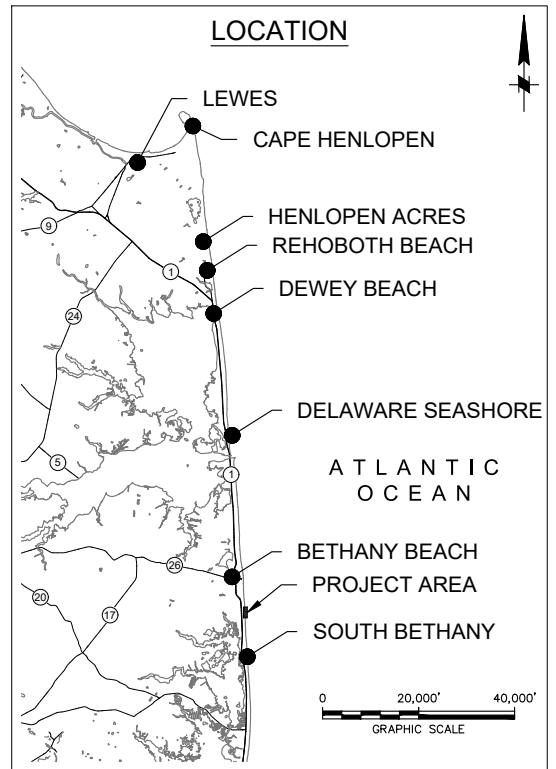 LOCATION
LEWES
CAPE HENLOPEN
HENLOPEN ACRES
9
REHOBOTH BEACH
1
DEWEY BEACH
24
DELAWARE SEASHORE
5
1
ATLANTIC
OCEAN
BETHANY BEACH
26
PROJECT AREA
20
17
SOUTH BETHANY
0 20,000' 40,000'
GRAPHIC SCALE